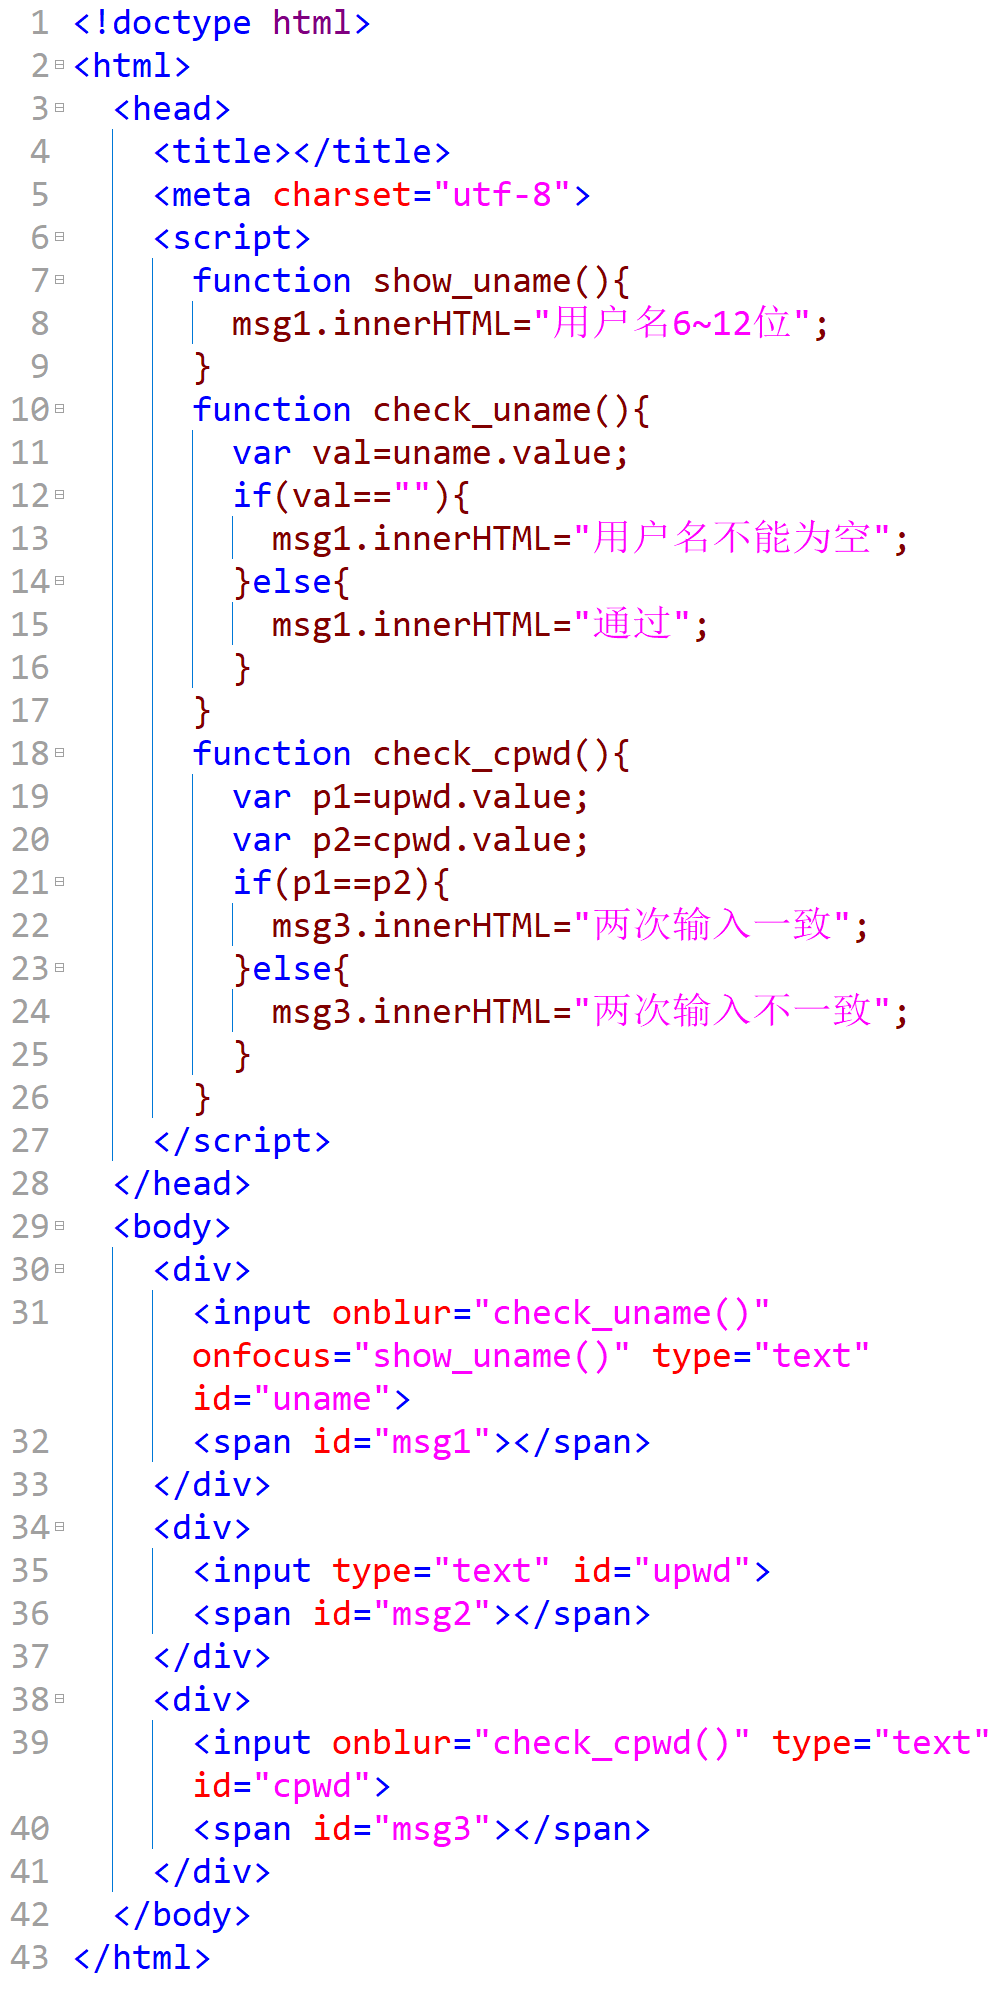 1 <!doctype html>
2 <html>
3 <head>
4 <title></title>
5 <meta charset="utf-8">
6 <script>
7 function show_uname(){
8 msg1.innerHTML="用户名6~12位";
9 }
10 function check_uname(){
11 var val=uname.value;
12 if(val==""){
13 msg1.innerHTML="用户名不能为空";
14 }else{
15 msg1.innerHTML="通过";
16 }
17 }
18 function check_cpwd(){
19 var p1=upwd.value;
20 var p2=cpwd.value;
21 if(p1==p2){
22 msg3.innerHTML="两次输入一致";
23 }else{
24 msg3.innerHTML="两次输入不一致";
25 }
26 }
27 </script>
28 </head>
29 <body>
30 <div>
31 <input onblur="check_uname()"
onfocus="show_uname()" type="text"
id="uname">
32 <span id="msg1"></span>
33 </div>
34 <div>
35 <input type="text" id="upwd">
36 <span id="msg2"></span>
37 </div>
38 <div>
39 <input onblur="check_cpwd()" type="text"
id="cpwd">
40 <span id="msg3"></span>
41 </div>
42 </body>
43 </html>